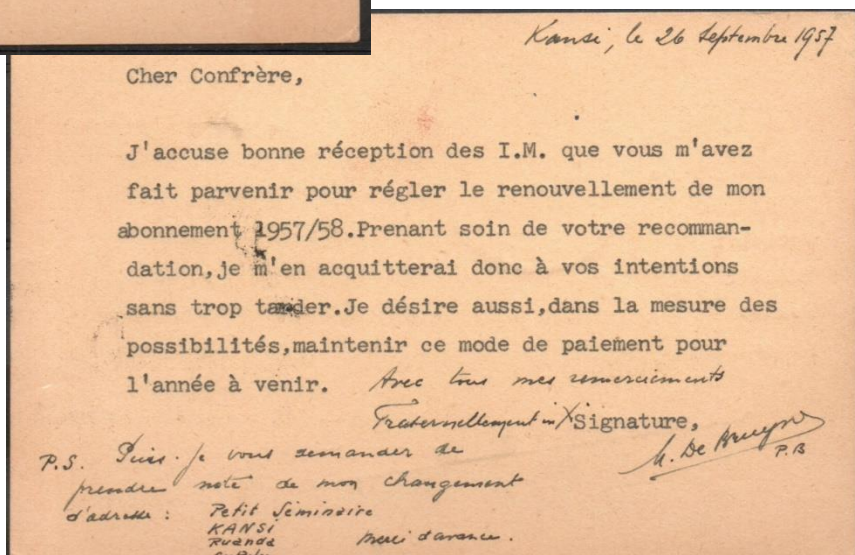 Kansi, le 26 Septembre 1957
Cher Confrère,
J'accuse bonne réception des I.M. que vous m'avez
fait parvenir pour régler le renouvellement de mon
abonnement 1957/58.Prenant soin de votre recomman-
dation,je m'en acquitterai donc à vos intentions
sans trop tarder.Je désire aussi,dans la mesure des
possibilités,maintenir ce mode de paiement pour
l'année à venir. Avec tous mes remerciements
Fraternellement in X Signature,
M. De Bruyne
P.B
P.S. Puis-je vous demander de
prendre note de mon changement
d'adresse : Petit Séminaire
KANSI
Ruanda Merci d'avance.